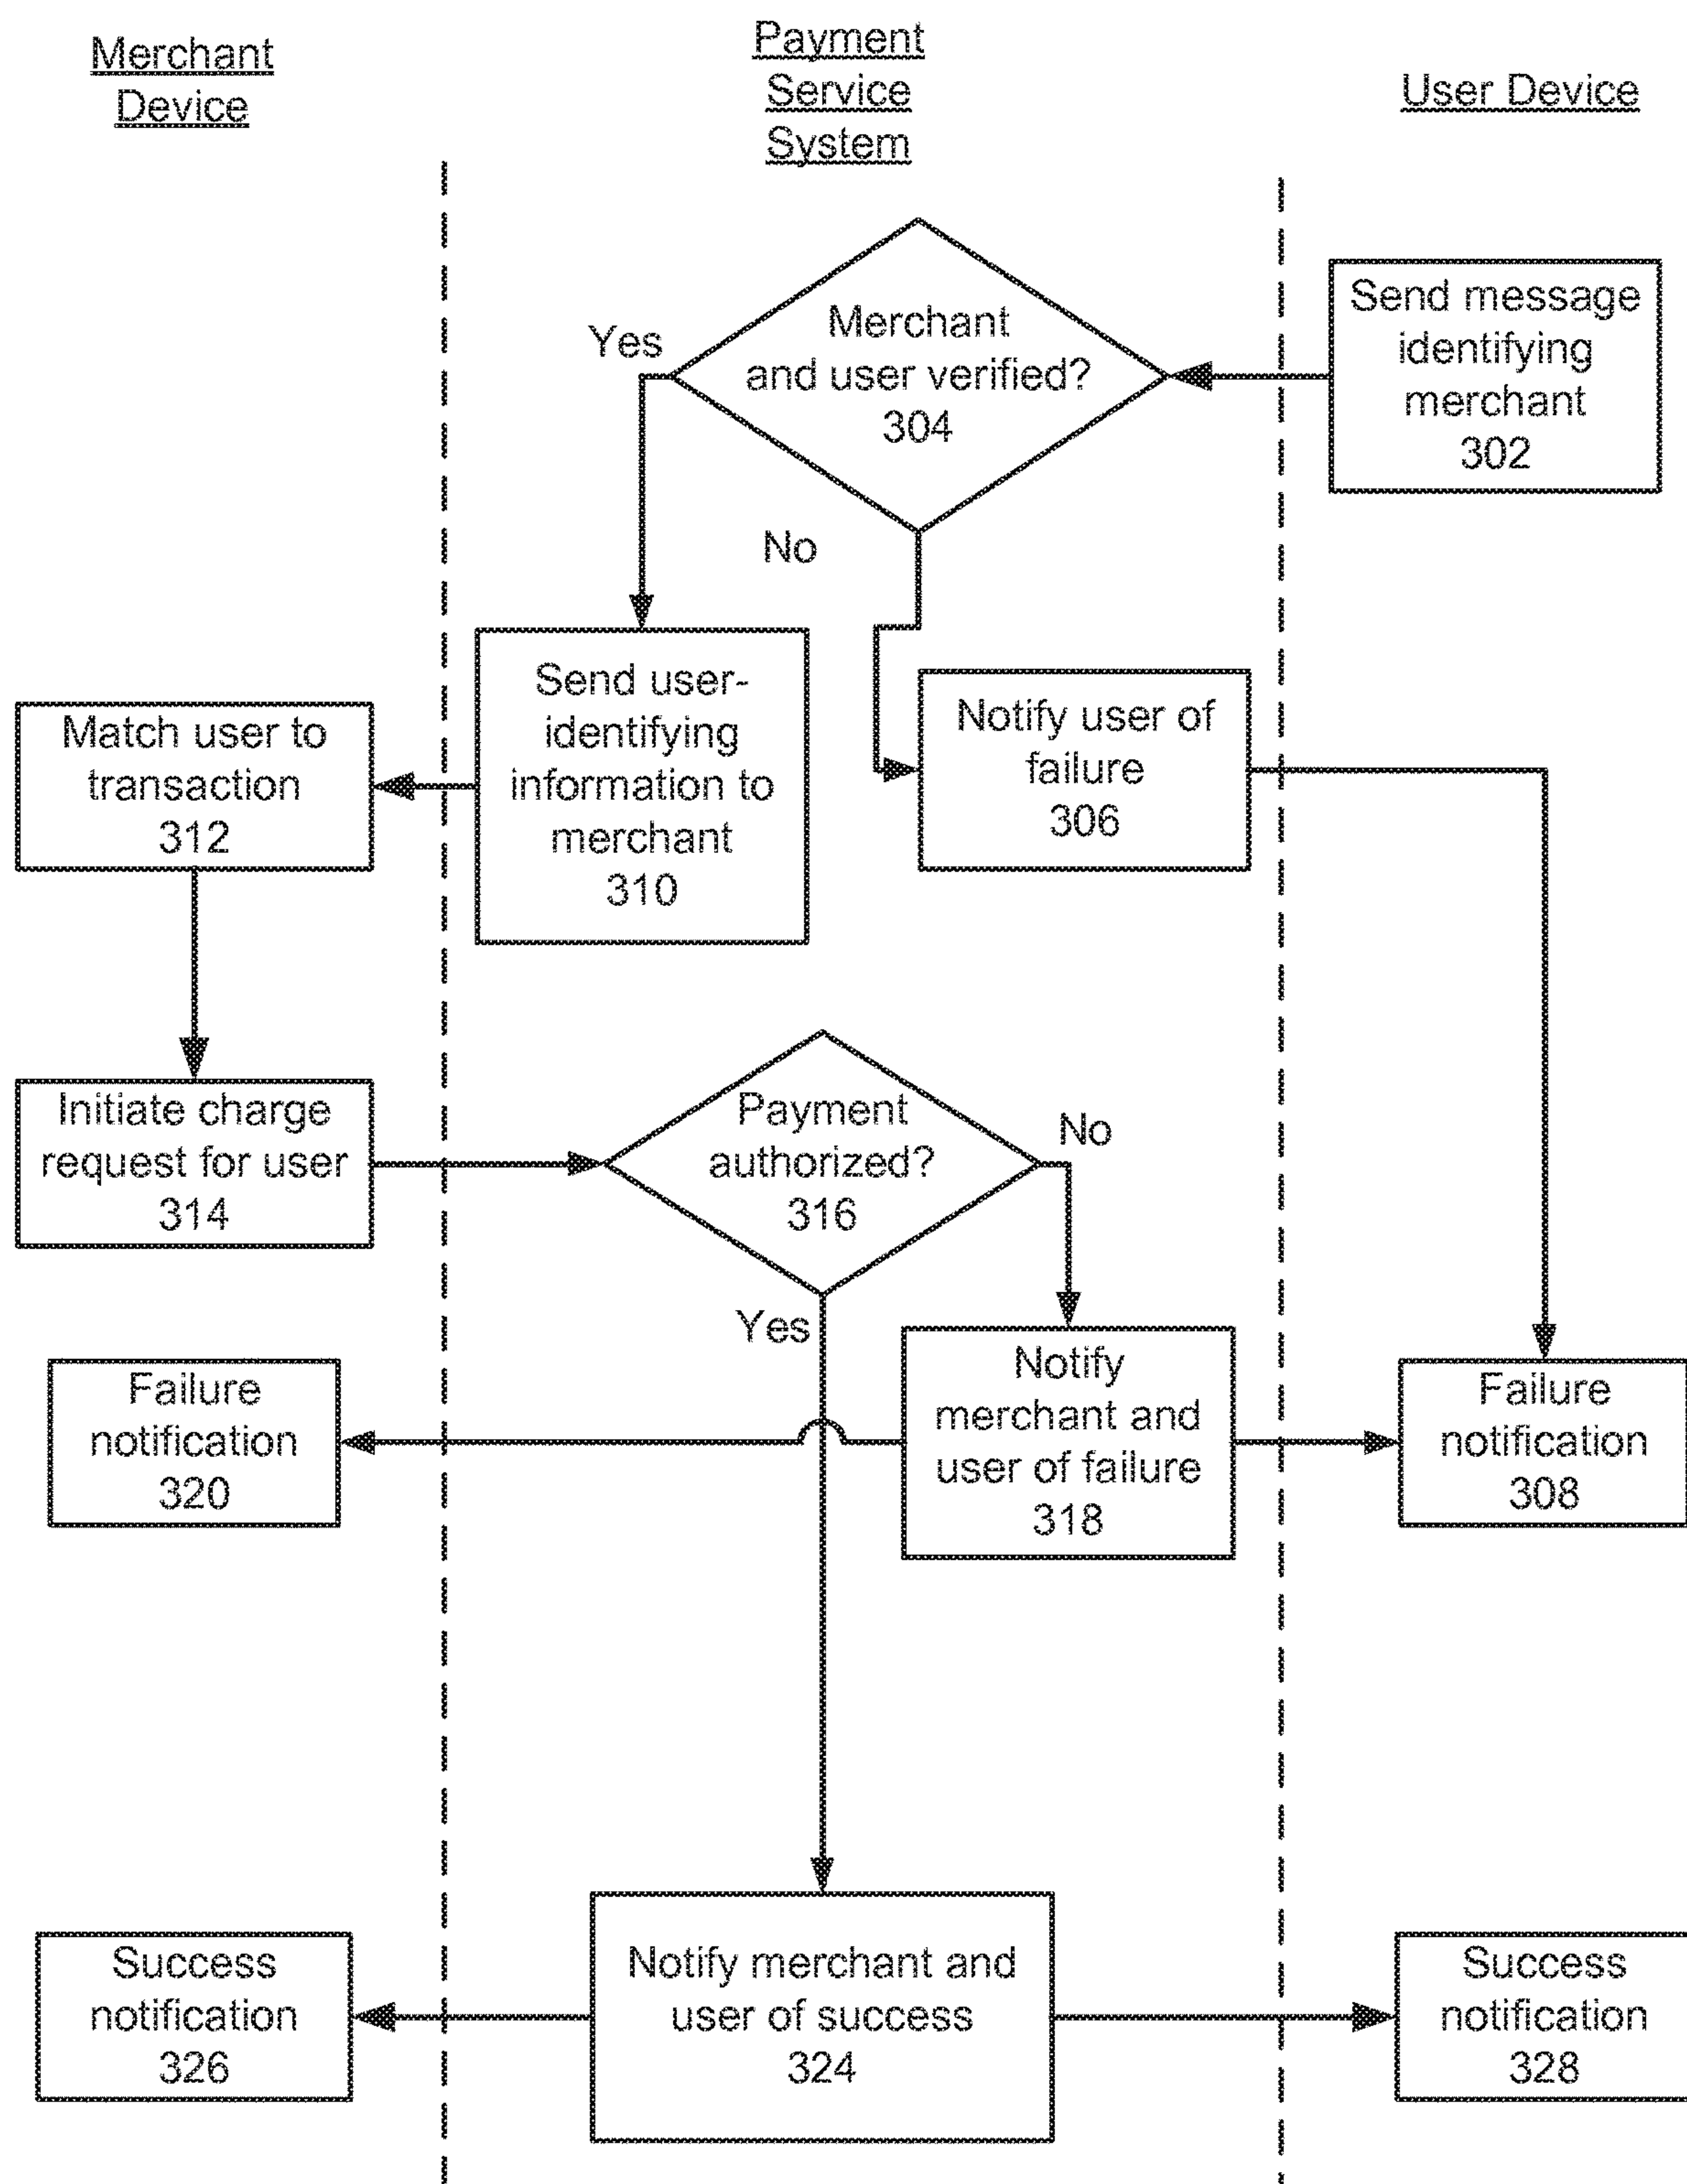 Merchant
Device
Payment
Service
System
User Device
Merchant
and user verified?
304
Yes
No
Send message
identifying
merchant
302
Send user-
identifying
information to
merchant
310
Notify user of
failure
306
Match user to
transaction
312
Initiate charge
request for user
314
Payment
authorized?
316
No
Yes
Failure
notification
320
Notify
merchant and
user of failure
318
Failure
notification
308
Success
notification
326
Notify merchant and
user of success
324
Success
notification
328